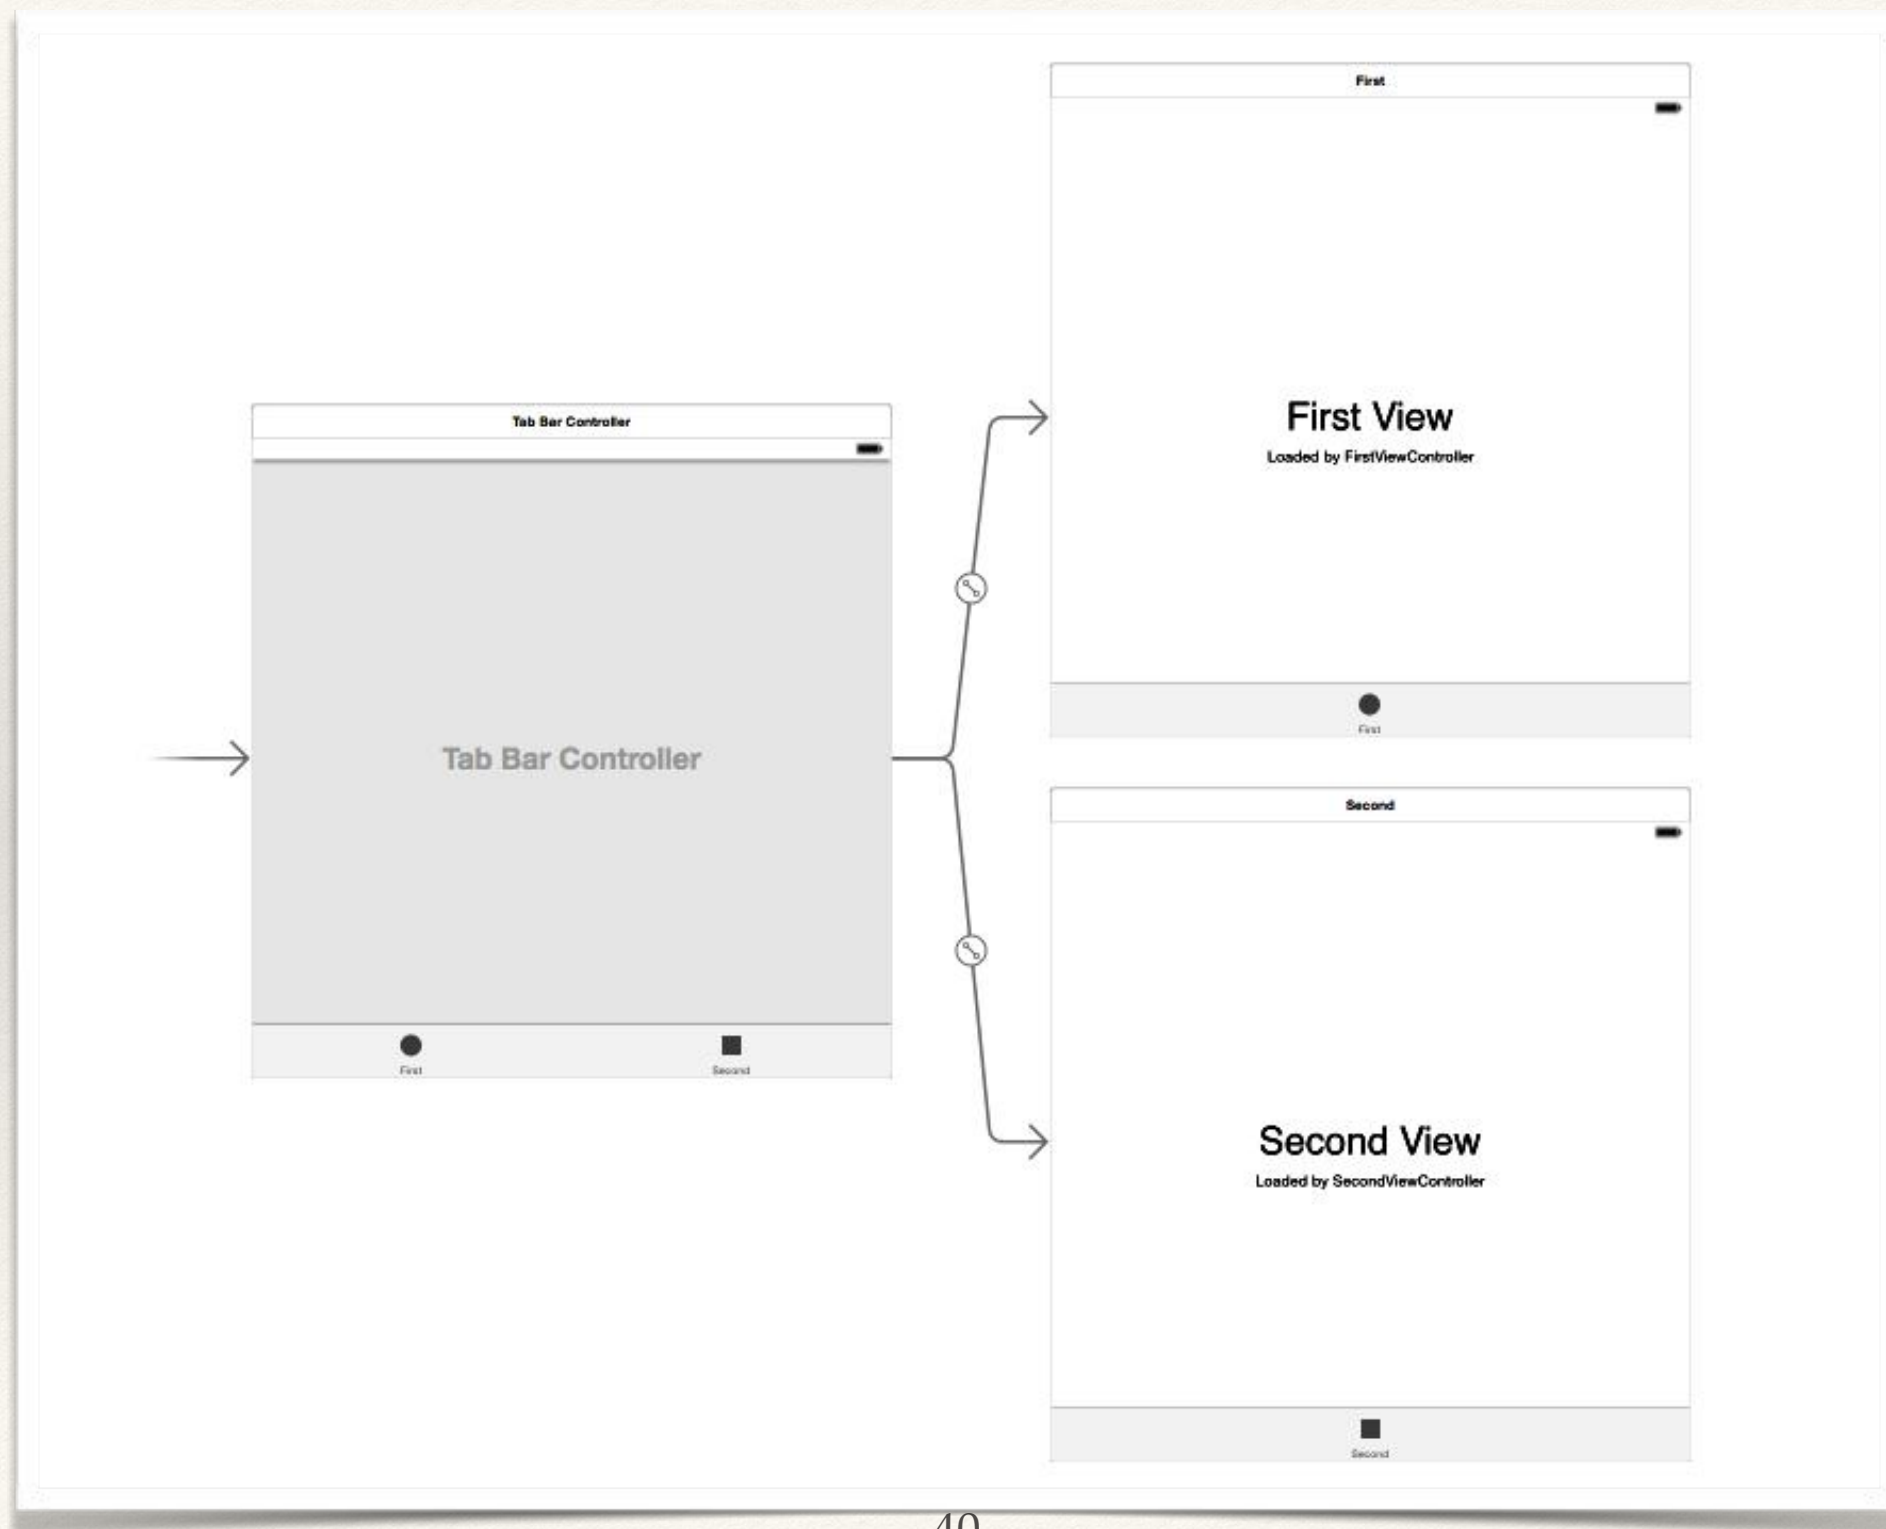 First
First View
Loaded by FirstViewController
First
Tab Bar Controller
Tab Bar Controller
First
Second
Second
Second View
Loaded by SecondViewController
Second
40